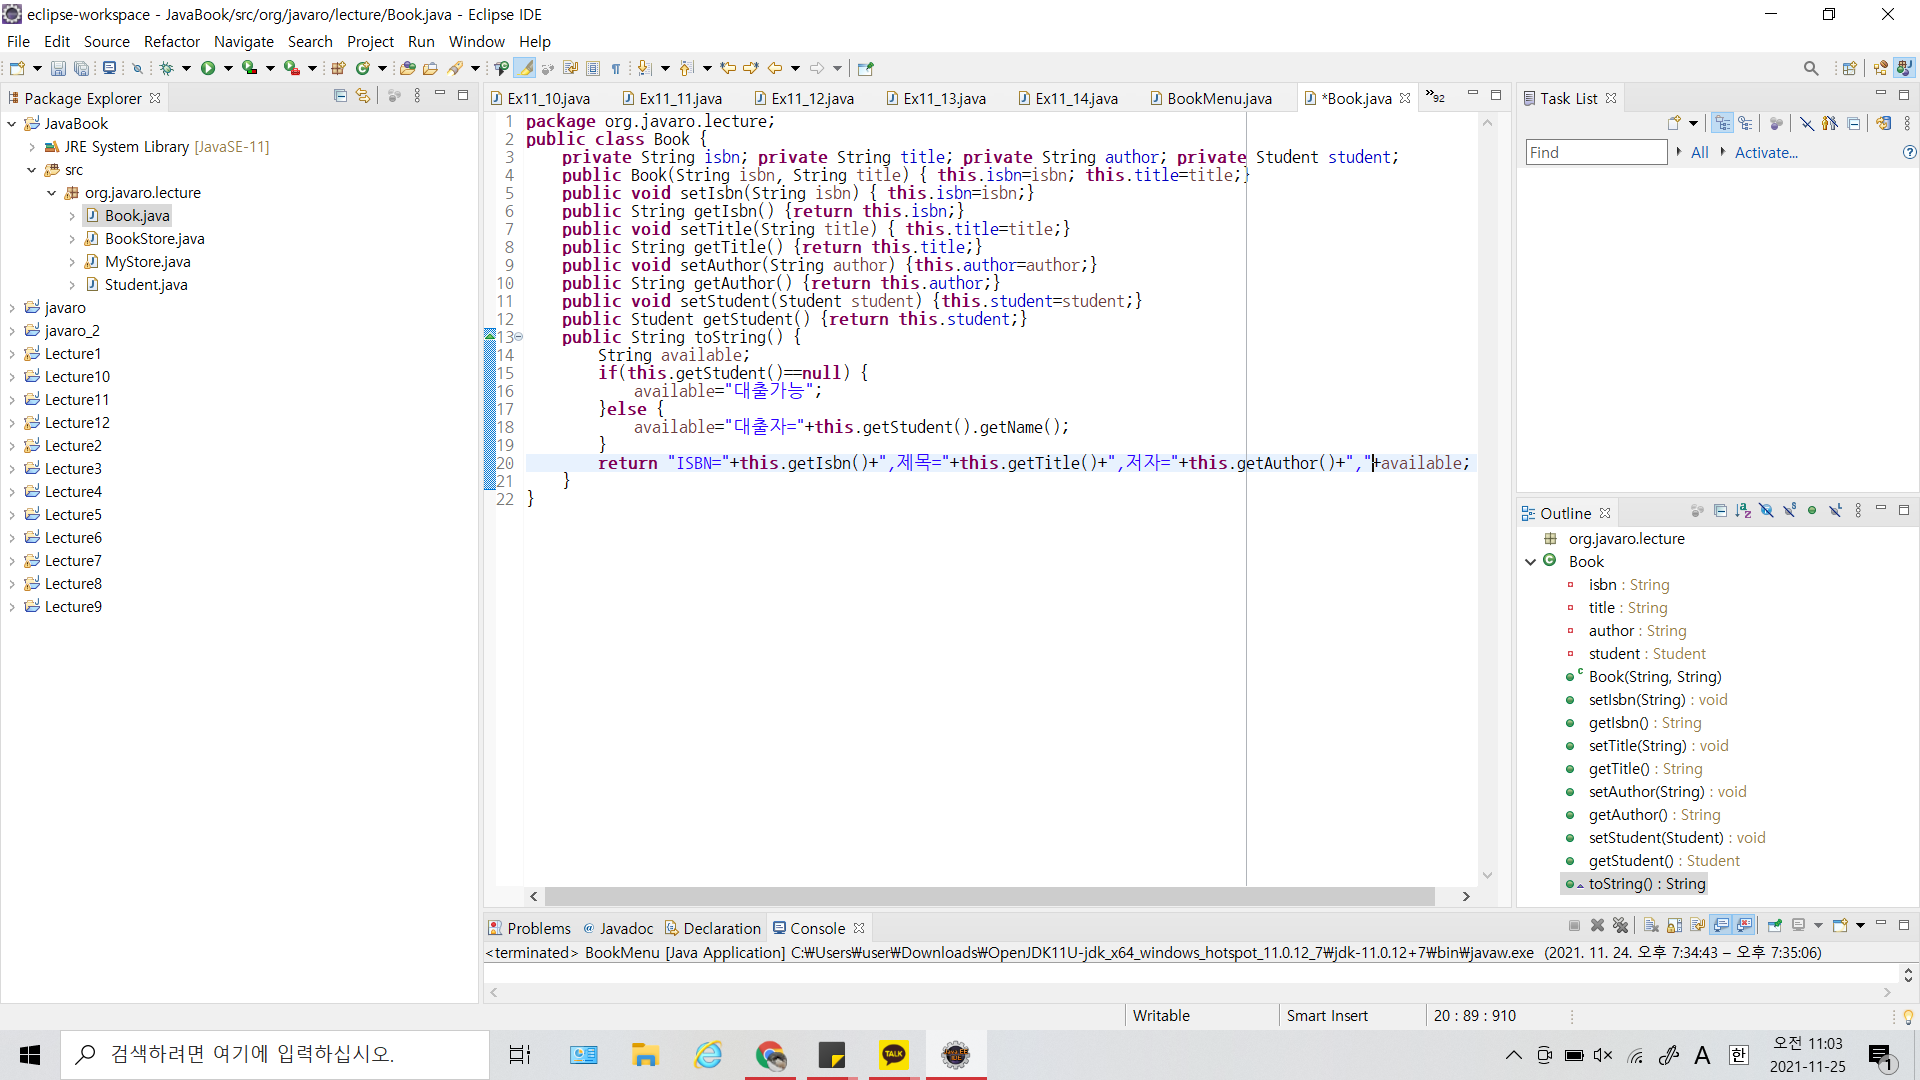 eclipse-workspace - JavaBook/src/org/javaro/lecture/Book.java - Eclipse IDE
File Edit Source Refactor Navigate Search Project Run Window Help
Package Explorer
JavaBook
JRE System Library [JavaSE-11]
src
org.javaro.lecture
Book.java
BookStore.java
MyStore.java
Student.java
javaro
javaro_2
Lecture1
Lecture10
Lecture11
Lecture12
Lecture2
Lecture3
Lecture4
Lecture5
Lecture6
Lecture7
Lecture8
Lecture9
Ex11_10.java Ex11_11.java Ex11_12.java Ex11_13.java Ex11_14.java BookMenu.java *Book.java »92
1 package org.javaro.lecture;
2 public class Book {
3 private String isbn; private String title; private String author; private Student student;
4 public Book(String isbn, String title) { this.isbn=isbn; this.title=title;}
5 public void setIsbn(String isbn) { this.isbn=isbn;}
6 public String getIsbn() {return this.isbn;}
7 public void setTitle(String title) { this.title=title;}
8 public String getTitle() {return this.title;}
9 public void setAuthor(String author) {this.author=author;}
10 public String getAuthor() {return this.author;}
11 public void setStudent(Student student) {this.student=student;}
12 public Student getStudent() {return this.student;}
13 public String toString() {
14 String available;
15 if(this.getStudent()==null) {
16 available="대출가능";
17 }else {
18 available="대출자="+this.getStudent().getName();
19 }
20 return "ISBN="+this.getIsbn()+",제목="+this.getTitle()+",저자="+this.getAuthor()+","+available;
21 }
22 }
Task List
Find All Activate...
Outline
org.javaro.lecture
Book
isbn : String
title : String
author : String
student : Student
Book(String, String)
setIsbn(String) : void
getIsbn() : String
setTitle(String) : void
getTitle() : String
setAuthor(String) : void
getAuthor() : String
setStudent(Student) : void
getStudent() : Student
toString() : String
Problems Javadoc Declaration Console
<terminated> BookMenu [Java Application] C:₩Users₩user₩Downloads₩OpenJDK11U-jdk_x64_windows_hotspot_11.0.12_7₩jdk-11.0.12+7₩bin₩javaw.exe (2021. 11. 24. 오후 7:34:43 – 오후 7:35:06)
Writable Smart Insert 20 : 89 : 910
검색하려면 여기에 입력하십시오.
TALK
A 한
오전 11:03
2021-11-25
1